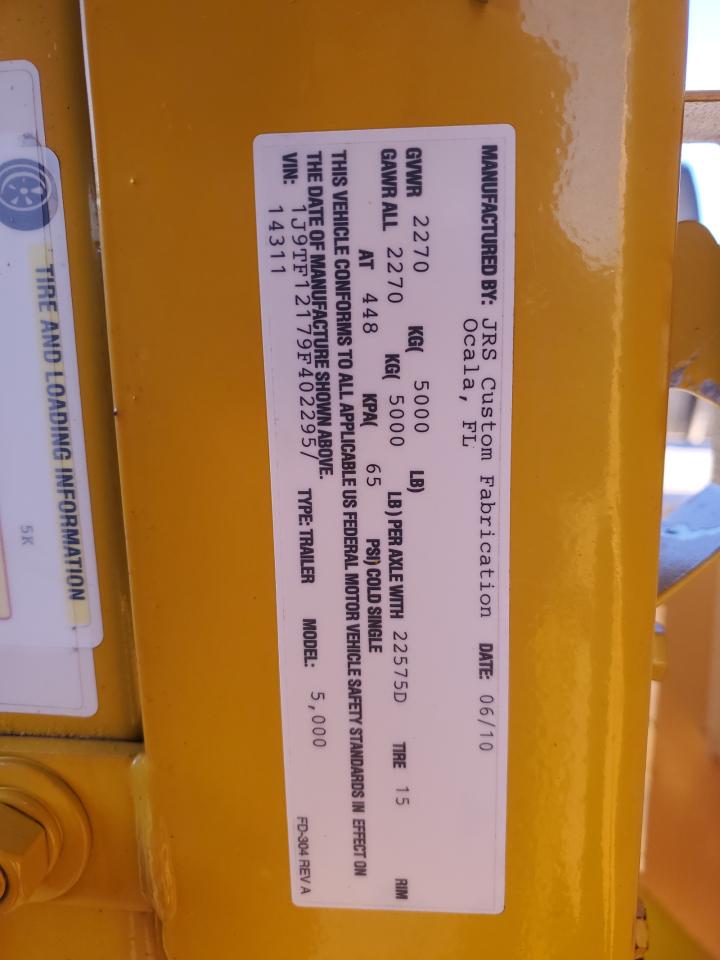 MANUFACTURED BY: JRS Custom Fabrication DATE: 06/10
Ocala, FL
GVWR 2270 KG( 5000 LB)
GAWR ALL 2270 KG( 5000 LB) PER AXLE WITH 22575D TIRE 15 RIM
AT 448 KPA( 65 PSI) COLD SINGLE
THIS VEHICLE CONFORMS TO ALL APPLICABLE US FEDERAL MOTOR VEHICLE SAFETY STANDARDS IN EFFECT ON
THE DATE OF MANUFACTURE SHOWN ABOVE.
VIN: 1J9TF12179F402295/ TYPE: TRAILER MODEL: 5,000
14311
FD-304 REV A
TIRE AND LOADING INFORMATION
5K